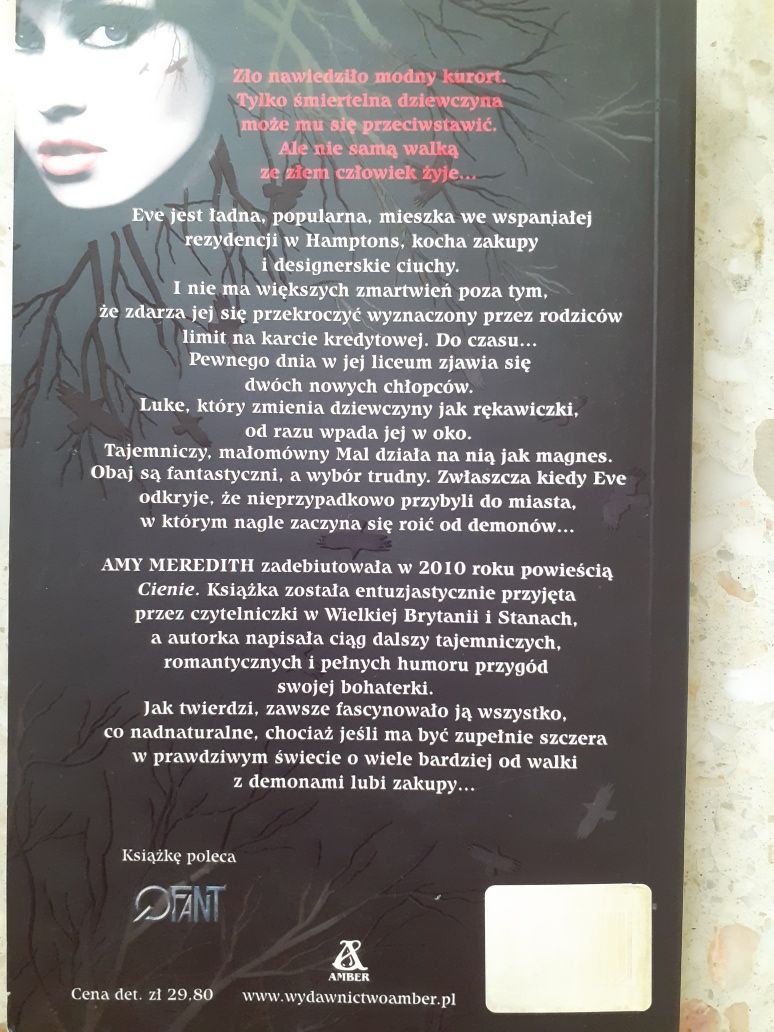 Zło nawiedziło modny kurort.
Tylko śmiertelna dziewczyna
może mu się przeciwstawić.
Ale nie samą walką
ze złem człowiek żyje...
Eve jest ładna, popularna, mieszka we wspaniałej
rezydencji w Hamptons, kocha zakupy
i designerskie ciuchy.
I nie ma większych zmartwień poza tym,
że zdarza jej się przekroczyć wyznaczony przez rodziców
limit na karcie kredytowej. Do czasu...
Pewnego dnia w jej liceum zjawia się
dwóch nowych chłopców.
Luke, który zmienia dziewczyny jak rękawiczki,
od razu wpada jej w oko.
Tajemniczy, małomówny Mal działa na nią jak magnes.
Obaj są fantastyczni, a wybór trudny. Zwłaszcza kiedy Eve
odkryje, że nieprzypadkowo przybyli do miasta,
w którym nagle zaczyna się roić od demonów...
AMY MEREDITH zadebiutowała w 2010 roku powieścią
Cienie. Książka została entuzjastycznie przyjęta
przez czytelniczki w Wielkiej Brytanii i Stanach,
a autorka napisała ciąg dalszy tajemniczych,
romantycznych i pełnych humoru przygód
swojej bohaterki.
Jak twierdzi, zawsze fascynowało ją wszystko,
co nadnaturalne, chociaż jeśli ma być zupełnie szczera
w prawdziwym świecie o wiele bardziej od walki
z demonami lubi zakupy...
Książkę poleca
QFANT
AMBER
Cena det. zł 29.80 www.wydawnictwoamber.pl